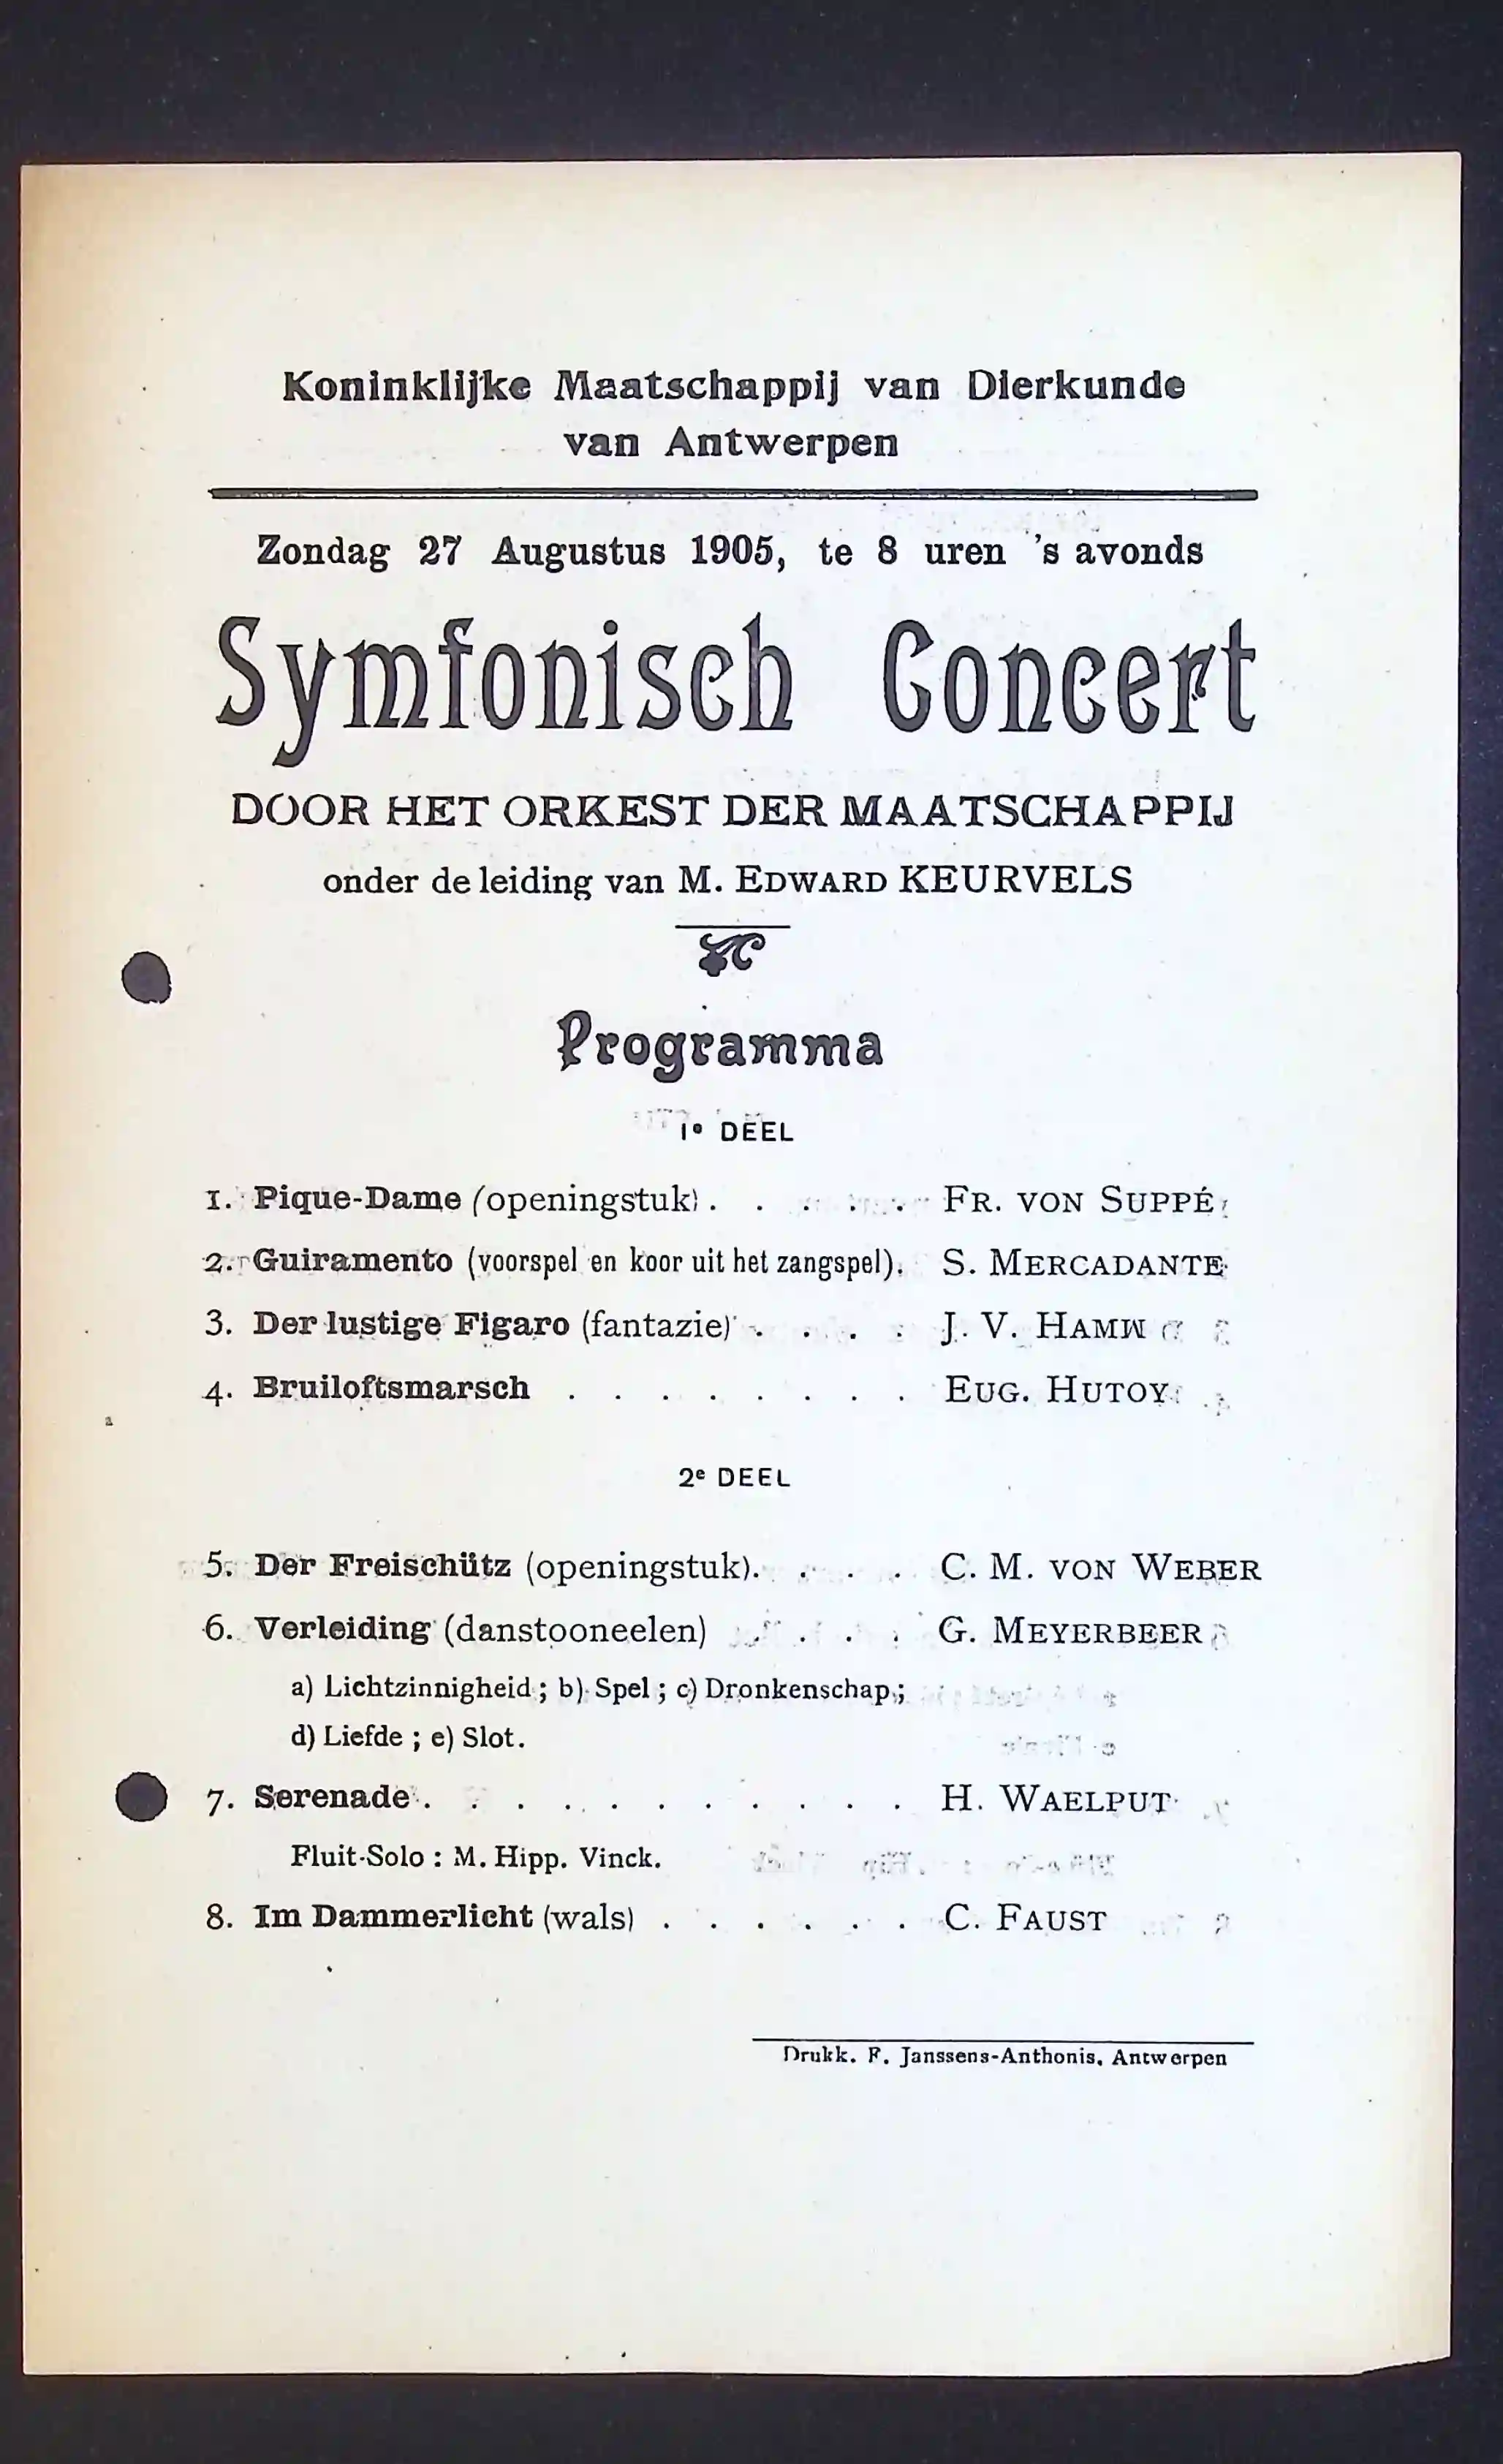 Koninklijke Maatschappij van Dierkunde
van Antwerpen
Zondag 27 Augustus 1905, te 8 uren 's avonds
Symfonisch Concert
DOOR HET ORKEST DER MAATSCHAPPIJ
onder de leiding van M. EDWARD KEURVELS
Programma
1e DEEL
1. Pique-Dame (openingstuk) . . . . . FR. VON SUPPÉ
2. Guiramento (voorspel en koor uit het zangspel). S. MERCADANTE
3. Der lustige Figaro (fantazie) . . . . J. V. HAMM
4. Bruiloftsmarsch . . . . . . . . EUG. HUTOY
2e DEEL
5. Der Freischütz (openingstuk). . . . C. M. VON WEBER
6. Verleiding (danstooneelen) . . . . G. MEYERBEER
a) Lichtzinnigheid ; b) Spel ; c) Dronkenschap ;
d) Liefde ; e) Slot.
7. Serenade . . . . . . . . . . . H. WAELPUT
Fluit-Solo : M. Hipp. Vinck.
8. Im Dammerlicht (wals) . . . . . . C. FAUST
Drukk. F. Janssens-Anthonis, Antwerpen